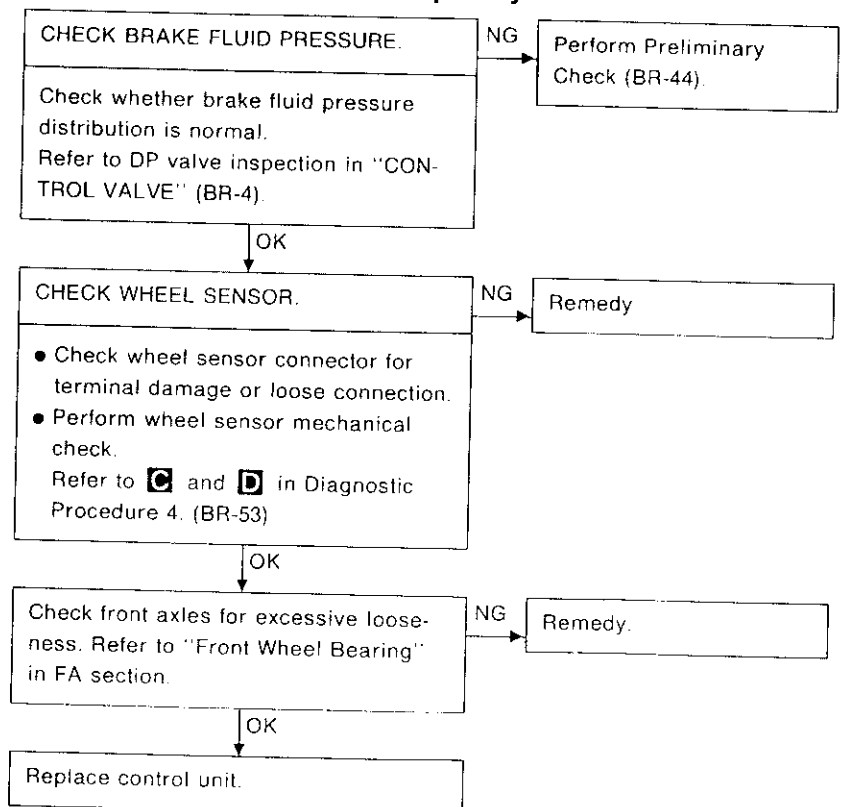 CHECK BRAKE FLUID PRESSURE.
NG
Perform Preliminary
Check (BR-44).
Check whether brake fluid pressure
distribution is normal.
Refer to DP valve inspection in "CON-
TROL VALVE" (BR-4).
OK
CHECK WHEEL SENSOR.
NG
Remedy
● Check wheel sensor connector for
terminal damage or loose connection.
● Perform wheel sensor mechanical
check.
Refer to C and D in Diagnostic
Procedure 4. (BR-53)
OK
Check front axles for excessive loose-
ness. Refer to "Front Wheel Bearing"
in FA section.
NG
Remedy.
OK
Replace control unit.